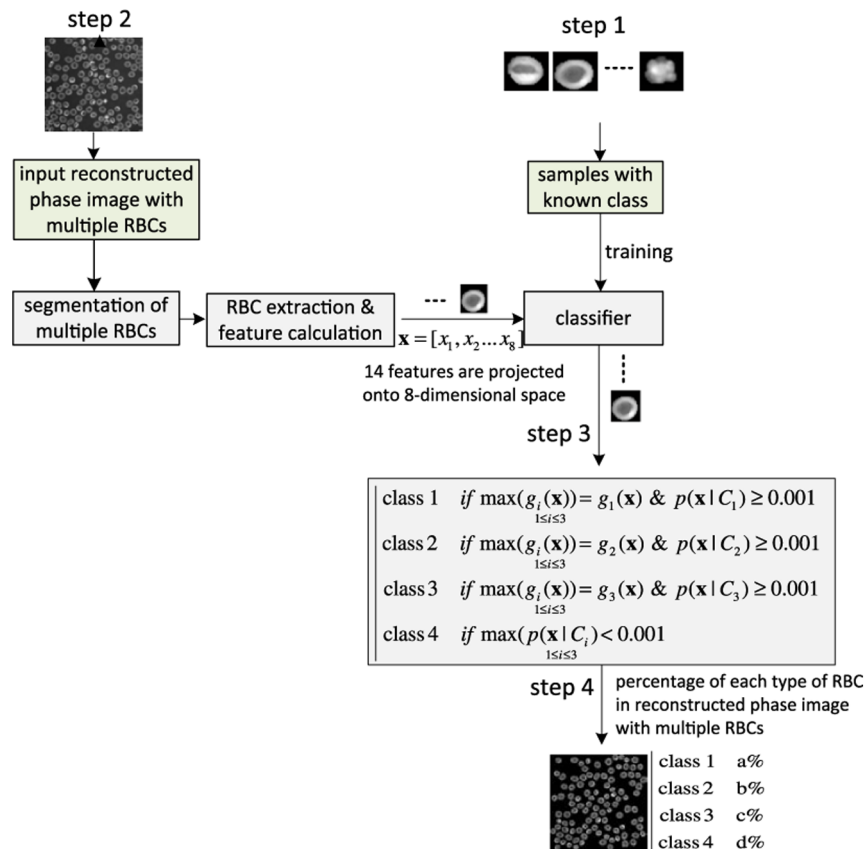 step 2
step 1
input reconstructed
phase image with
multiple RBCs
samples with
known class
training
segmentation of
multiple RBCs
RBC extraction &
feature calculation
x = [x₁, x₂...x₈]
classifier
14 features are projected
onto 8-dimensional space
step 3
class 1 if max(gᵢ(x)) = g₁(x) & p(x | C₁) ≥ 0.001
1≤i≤3
class 2 if max(gᵢ(x)) = g₂(x) & p(x | C₂) ≥ 0.001
1≤i≤3
class 3 if max(gᵢ(x)) = g₃(x) & p(x | C₃) ≥ 0.001
1≤i≤3
class 4 if max(p(x | Cᵢ) < 0.001
1≤i≤3
step 4
percentage of each type of RBC
in reconstructed phase image
with multiple RBCs
class 1 a%
class 2 b%
class 3 c%
class 4 d%